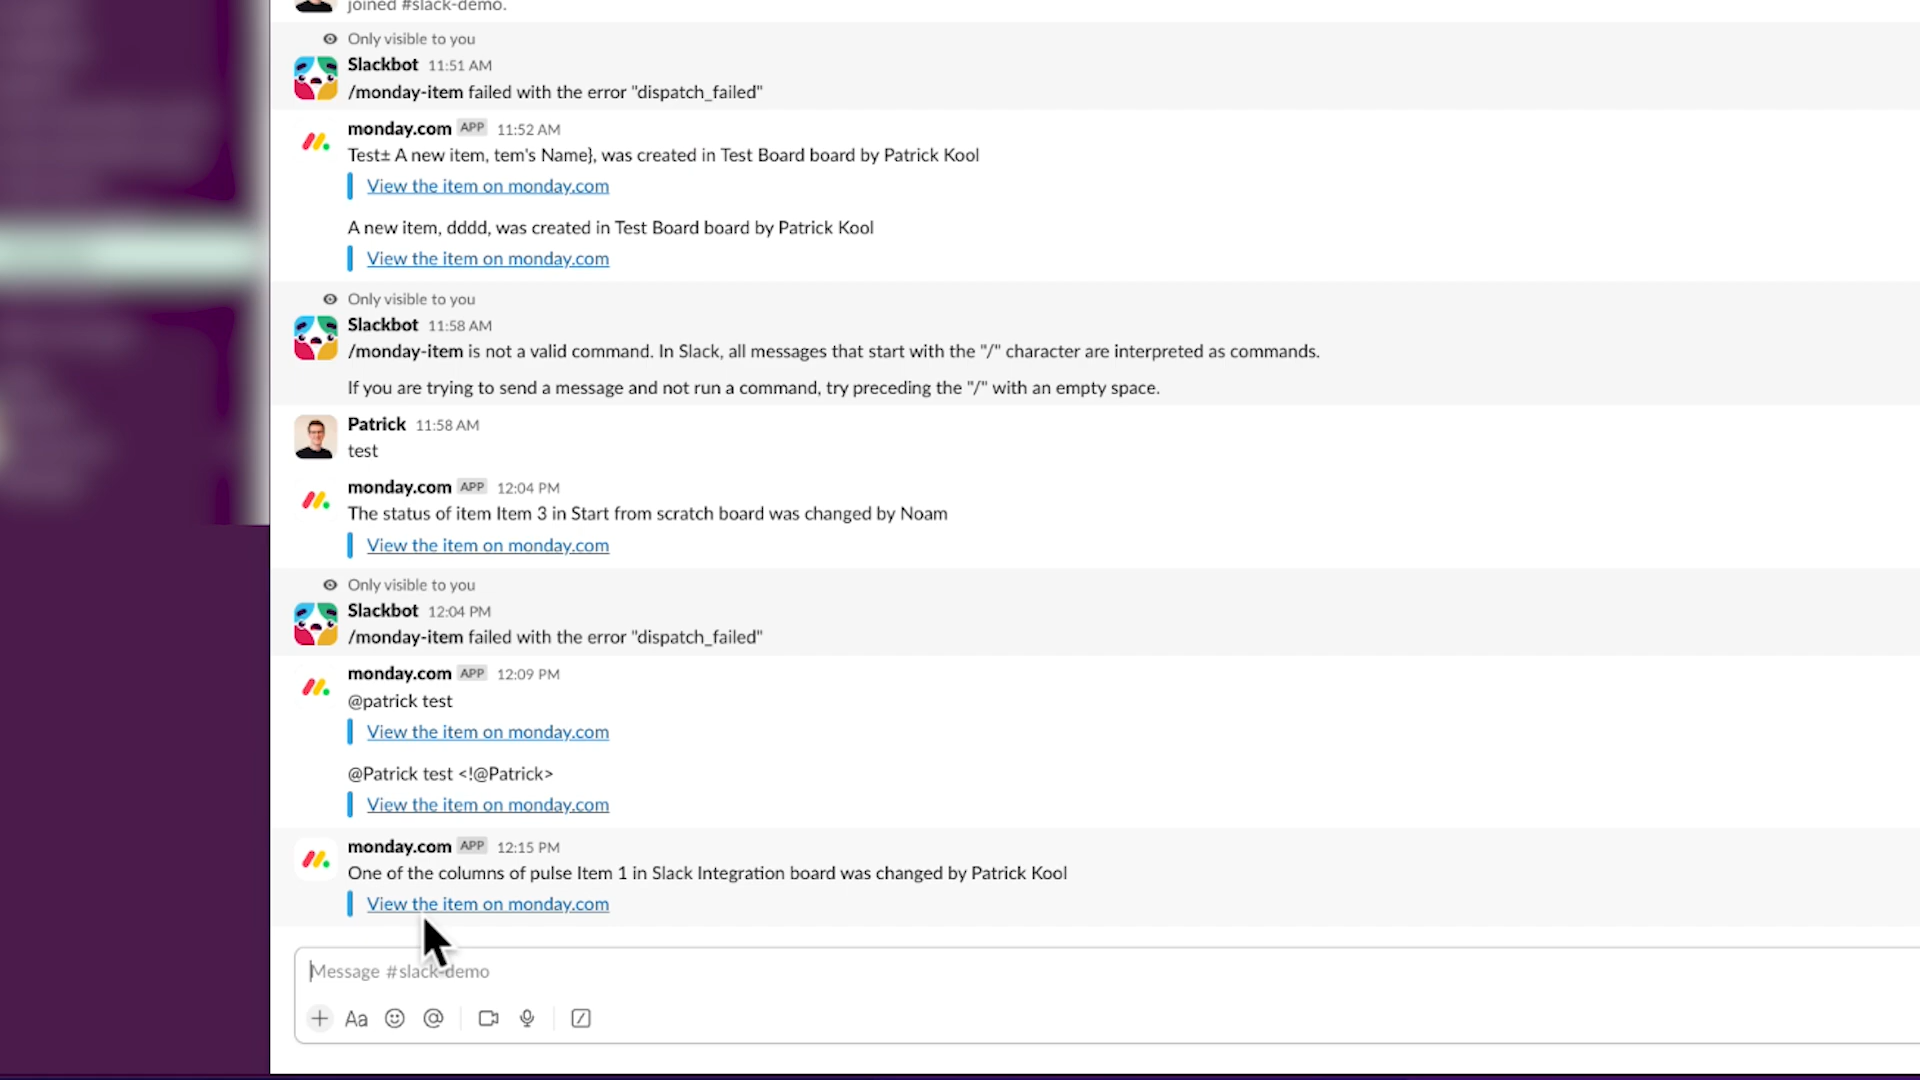 joined #slack-demo.
Only visible to you
Slackbot 11:51 AM
/monday-item failed with the error "dispatch_failed"
monday.com APP 11:52 AM
Test± A new item, tem's Name}, was created in Test Board board by Patrick Kool
View the item on monday.com
A new item, dddd, was created in Test Board board by Patrick Kool
View the item on monday.com
Only visible to you
Slackbot 11:58 AM
/monday-item is not a valid command. In Slack, all messages that start with the "/" character are interpreted as commands.
If you are trying to send a message and not run a command, try preceding the "/" with an empty space.
Patrick 11:58 AM
test
monday.com APP 12:04 PM
The status of item Item 3 in Start from scratch board was changed by Noam
View the item on monday.com
Only visible to you
Slackbot 12:04 PM
/monday-item failed with the error "dispatch_failed"
monday.com APP 12:09 PM
@patrick test
View the item on monday.com
@Patrick test <!@Patrick>
View the item on monday.com
monday.com APP 12:15 PM
One of the columns of pulse Item 1 in Slack Integration board was changed by Patrick Kool
View the item on monday.com
Message #slack-demo
Aa